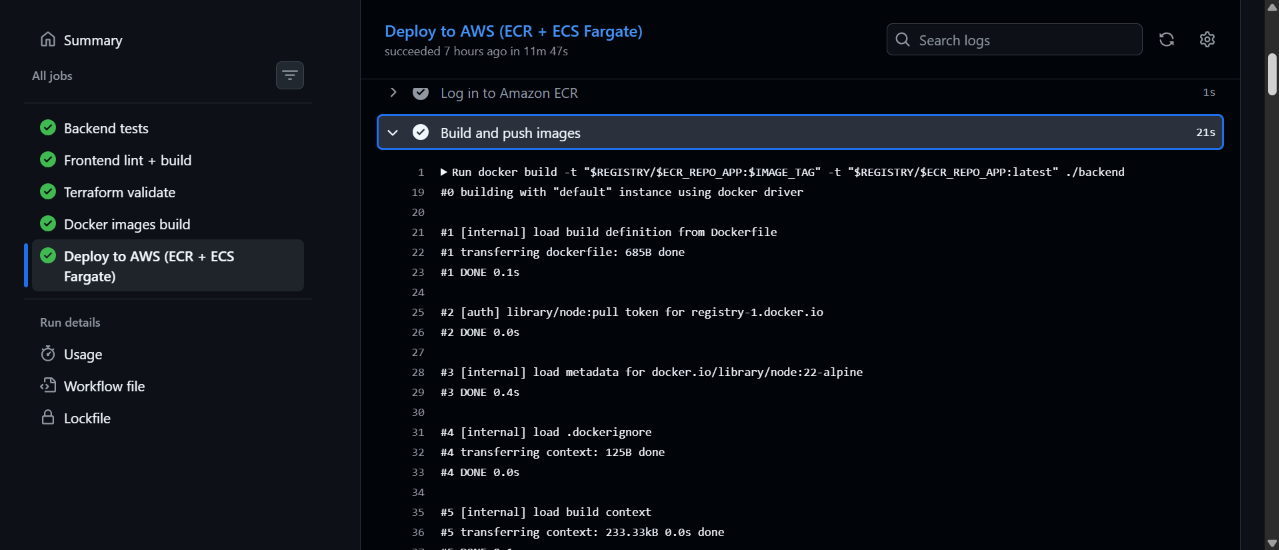 Summary
All jobs
Backend tests
Frontend lint + build
Terraform validate
Docker images build
Deploy to AWS (ECR + ECS
Fargate)
Run details
Usage
Workflow file
Lockfile
Deploy to AWS (ECR + ECS Fargate)
succeeded 7 hours ago in 11m 47s
Search logs
Log in to Amazon ECR 1s
Build and push images 21s
1 Run docker build -t "$REGISTRY/$ECR_REPO_APP:$IMAGE_TAG" -t "$REGISTRY/$ECR_REPO_APP:latest" ./backend
19 #0 building with "default" instance using docker driver
20
21 #1 [internal] load build definition from Dockerfile
22 #1 transferring dockerfile: 685B done
23 #1 DONE 0.1s
24
25 #2 [auth] library/node:pull token for registry-1.docker.io
26 #2 DONE 0.0s
27
28 #3 [internal] load metadata for docker.io/library/node:22-alpine
29 #3 DONE 0.4s
30
31 #4 [internal] load .dockerignore
32 #4 transferring context: 125B done
33 #4 DONE 0.0s
34
35 #5 [internal] load build context
36 #5 transferring context: 233.33kB 0.0s done